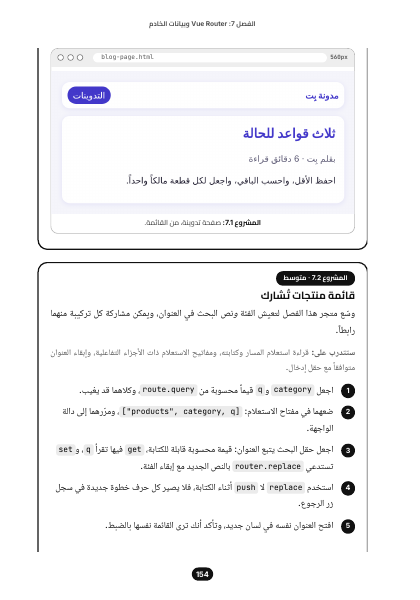 الفصل 7: Vue Router وبيانات الخادم
blog-page.html
560px
مدونة پت
التدوينات
ثلاث قواعد للحالة
بقلم پت · 6 دقائق قراءة
احفظ الأقل، واحسب الباقي، واجعل لكل قطعة مالكًا واحدًا.
المشروع 7.1: صفحة تدوينة، من القائمة.
المشروع 7.2 · متوسط
قائمة منتجات تُشارك
وسّع متجر هذا الفصل لتعيش الفئة ونص البحث في العنوان، ويمكن مشاركة كل تركيبة منهما
رابطًا.
ستتدرب على: قراءة استعلام المسار وكتابته، ومفاتيح الاستعلام ذات الأجزاء التفاعلية، وإبقاء العنوان
متوافقًا مع حقل إدخال.
1 اجعل category و q قيمًا محسوبة من route.query، وكلاهما قد يغيب.
2 ضعهما في مفتاح الاستعلام: ["products", category, q]، ومرّرهما إلى دالة
الواجهة.
3 اجعل حقل البحث يتبع العنوان: قيمة محسوبة قابلة للكتابة، get فيها تقرأ q، و set
تستدعي router.replace بالنص الجديد مع إبقاء الفئة.
4 استخدم replace لا push أثناء الكتابة، فلا يصير كل حرف خطوة جديدة في سجل
زر الرجوع.
5 افتح العنوان نفسه في لسان جديد، وتأكد أنك ترى القائمة نفسها بالضبط.
154